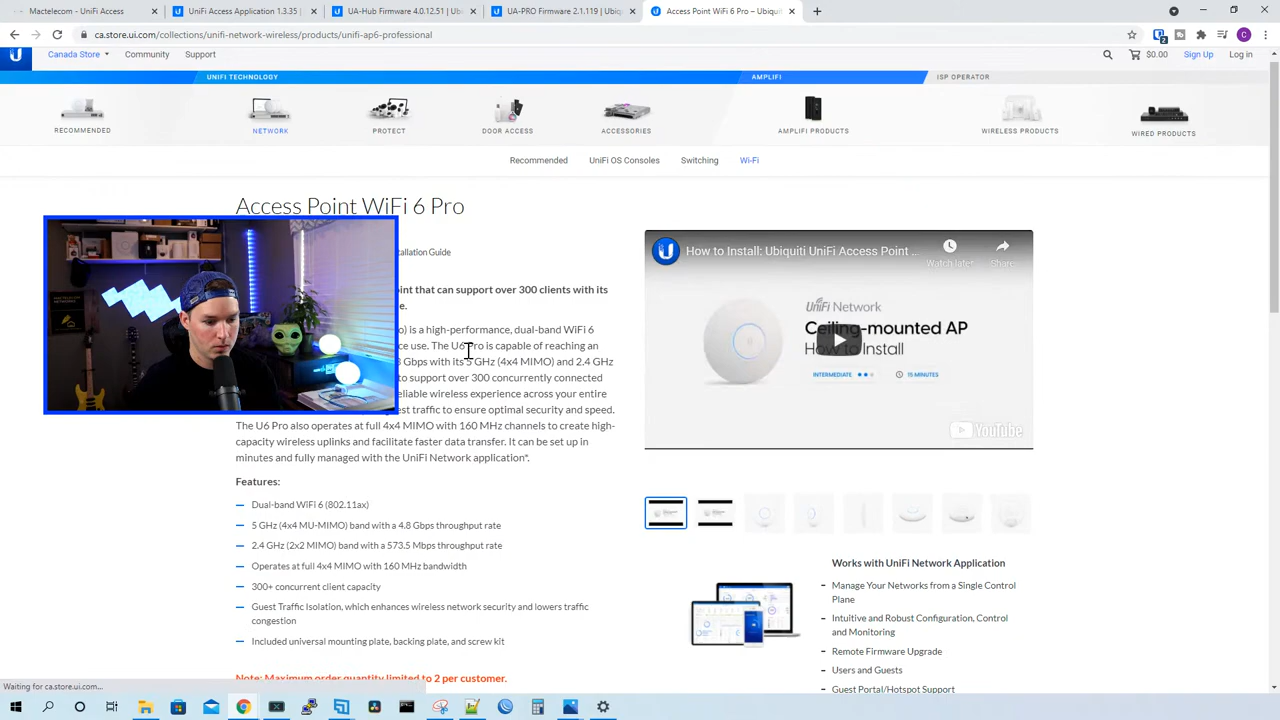 Mactelecom - UniFi Access
UniFi Access Application 1.3.35
UA-Hub Firmware 4.0.12.51 | Ub
UA-PRO Firmware 2.1.119 | Ubiq
Access Point WiFi 6 Pro – Ubiqui
ca.store.ui.com/collections/unifi-network-wireless/products/unifi-ap6-professional
Canada Store
Community
Support
$0.00
Sign Up
Log in
UNIFI TECHNOLOGY
AMPLIFI
ISP OPERATOR
RECOMMENDED
NETWORK
PROTECT
DOOR ACCESS
ACCESSORIES
AMPLIFI PRODUCTS
WIRELESS PRODUCTS
WIRED PRODUCTS
Recommended
UniFi OS Consoles
Switching
Wi-Fi
Access Point WiFi 6 Pro
stallation Guide
oint that can support over 300 clients with its
e.
o) is a high-performance, dual-band WiFi 6
ce use. The U6 Pro is capable of reaching an
3 Gbps with its 5 GHz (4x4 MIMO) and 2.4 GHz
to support over 300 concurrently connected
eliable wireless experience across your entire
est traffic to ensure optimal security and speed.
The U6 Pro also operates at full 4x4 MIMO with 160 MHz channels to create high-
capacity wireless uplinks and facilitate faster data transfer. It can be set up in
minutes and fully managed with the UniFi Network application*.
Features:
Dual-band WiFi 6 (802.11ax)
5 GHz (4x4 MU-MIMO) band with a 4.8 Gbps throughput rate
2.4 GHz (2x2 MIMO) band with a 573.5 Mbps throughput rate
Operates at full 4x4 MIMO with 160 MHz bandwidth
300+ concurrent client capacity
Guest Traffic Isolation, which enhances wireless network security and lowers traffic
congestion
Included universal mounting plate, backing plate, and screw kit
Note: Maximum order quantity limited to 2 per customer.
How to Install: Ubiquiti UniFi Access Point ...
Watch later
Share
UniFi Network
Ceiling-mounted AP
How to Install
INTERMEDIATE
15 MINUTES
YouTube
Works with UniFi Network Application
Manage Your Networks from a Single Control
Plane
Intuitive and Robust Configuration, Control
and Monitoring
Remote Firmware Upgrade
Users and Guests
Guest Portal/Hotspot Support
Waiting for ca.store.ui.com...